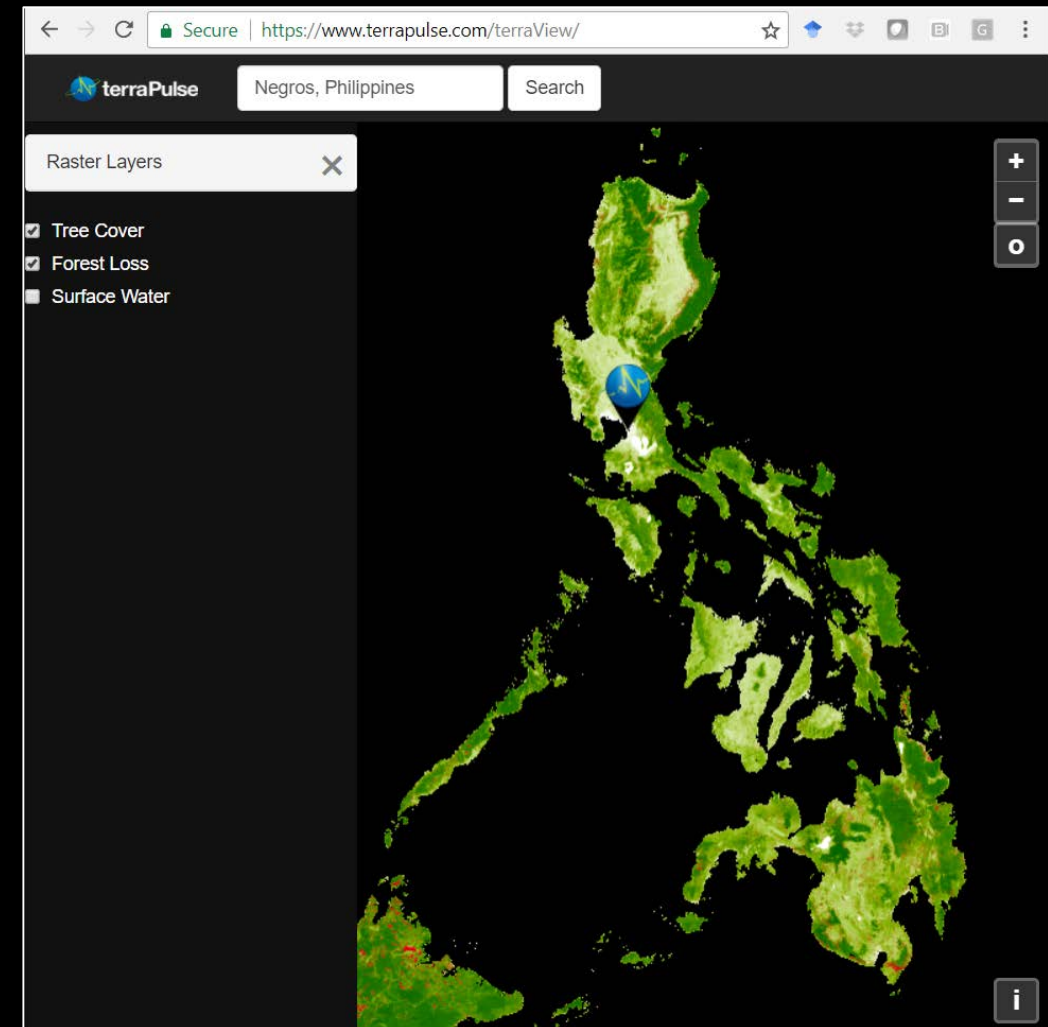 Secure | https://www.terrapulse.com/terraView/
terraPulse Negros, Philippines Search
Raster Layers ×
Tree Cover
Forest Loss
Surface Water
+
−
o
i